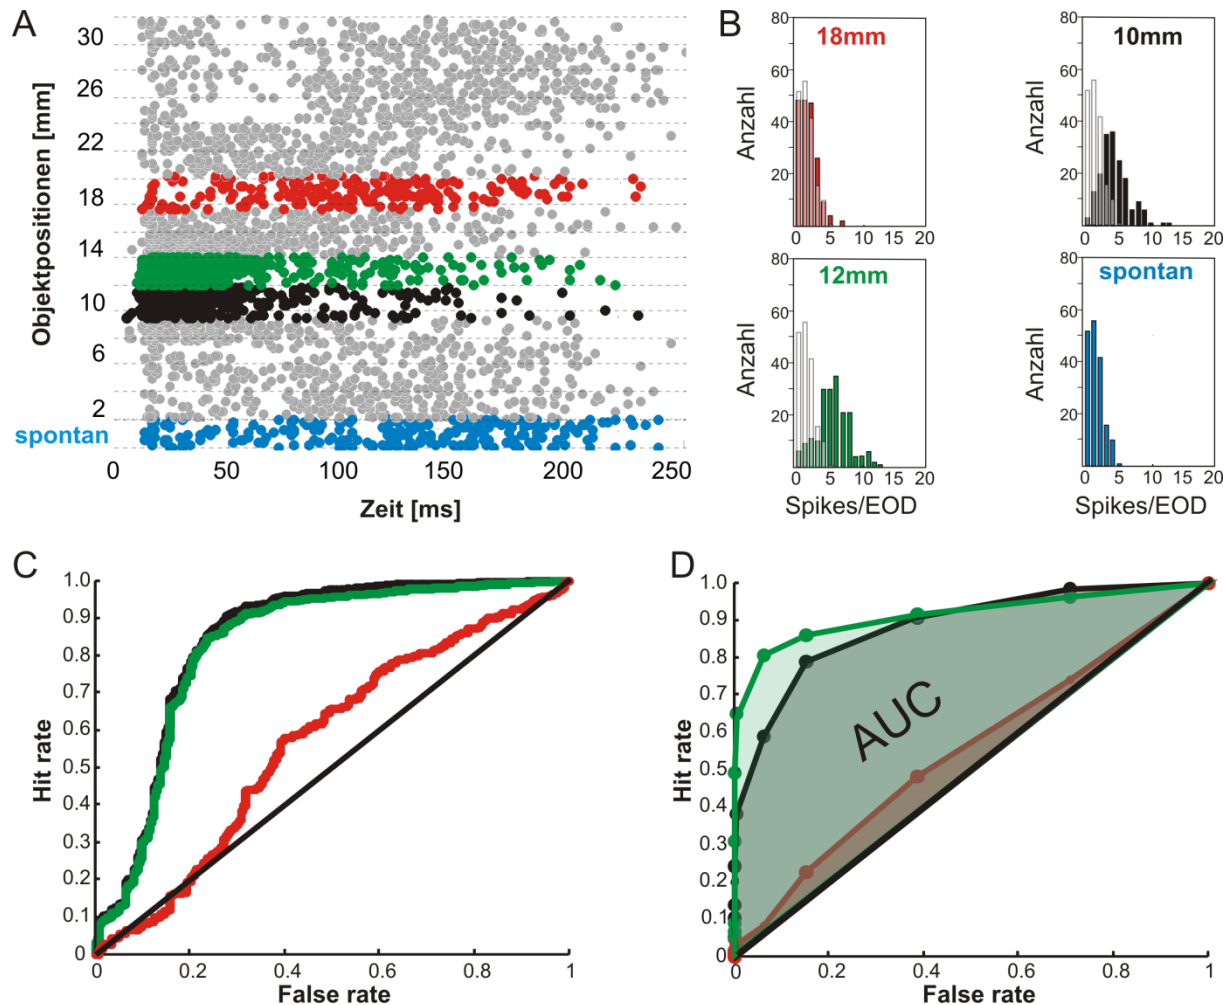 A
Objektpositionen [mm]
30
26
22
18
14
10
6
2
spontan
0 50 100 150 200 250
Zeit [ms]
B
80
60
40
20
Anzahl
18mm
0 5 10 15 20
80
60
40
20
Anzahl
10mm
0 5 10 15 20
80
60
40
20
Anzahl
12mm
0 5 10 15 20
Spikes/EOD
80
60
40
20
Anzahl
spontan
0 5 10 15 20
Spikes/EOD
C
Hit rate
1.0
0.9
0.8
0.7
0.6
0.5
0.4
0.3
0.2
0.1
0
0 0.2 0.4 0.6 0.8 1
False rate
D
Hit rate
1.0
0.9
0.8
0.7
0.6
0.5
0.4
0.3
0.2
0.1
0
AUC
0 0.2 0.4 0.6 0.8 1
False rate